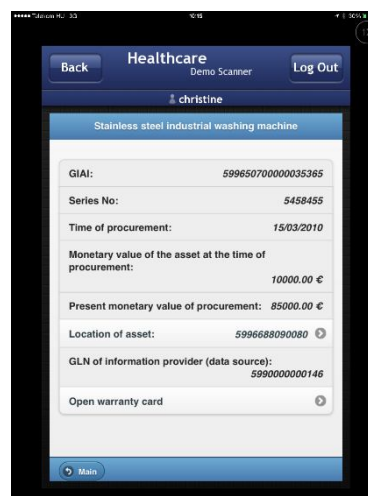 10:15
30%
Back
Healthcare
Demo Scanner
Log Out
christine
Stainless steel industrial washing machine
GIAI: 599650700000035365
Series No: 5458455
Time of procurement: 15/03/2010
Monetary value of the asset at the time of
procurement:
10000.00 €
Present monetary value of procurement: 85000.00 €
Location of asset: 5996688090080
GLN of information provider (data source):
5990000000146
Open warranty card
Main